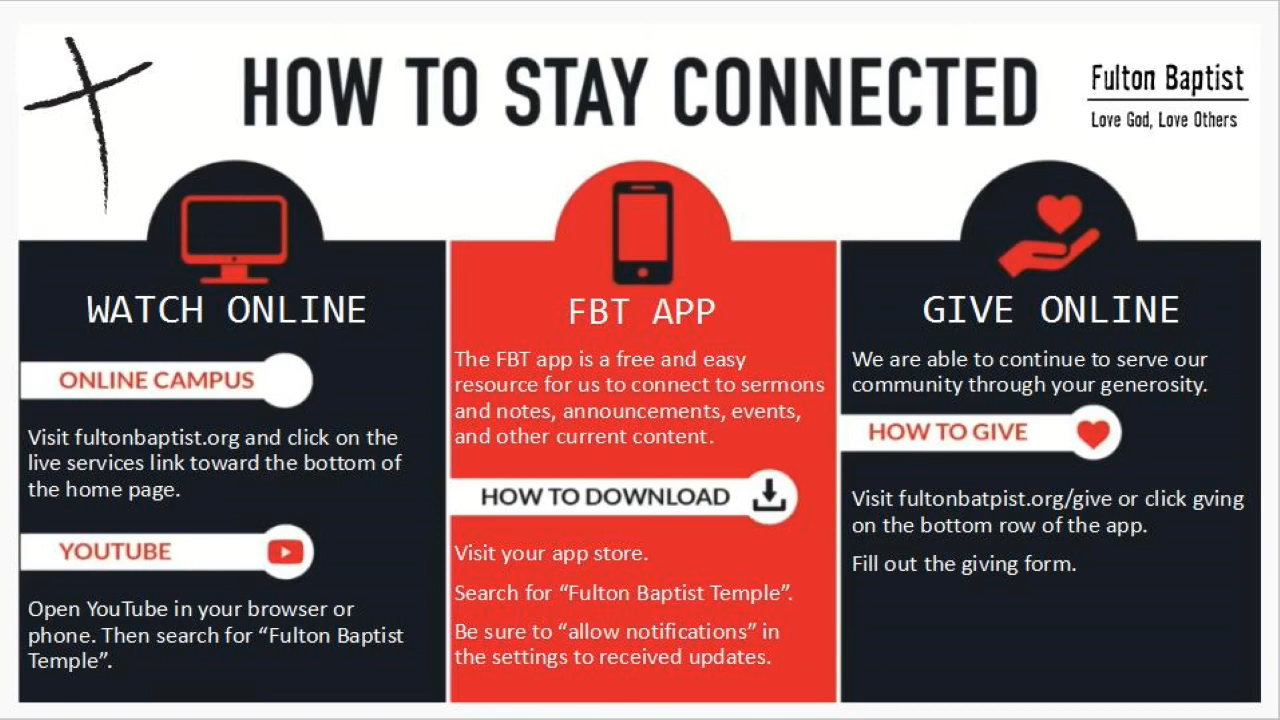 HOW TO STAY CONNECTED
Fulton Baptist
Love God, Love Others
WATCH ONLINE
ONLINE CAMPUS
Visit fultonbaptist.org and click on the
live services link toward the bottom of
the home page.
YOUTUBE
Open YouTube in your browser or
phone. Then search for “Fulton Baptist
Temple”.
FBT APP
The FBT app is a free and easy
resource for us to connect to sermons
and notes, announcements, events,
and other current content.
HOW TO DOWNLOAD
Visit your app store.
Search for “Fulton Baptist Temple”.
Be sure to “allow notifications” in
the settings to received updates.
GIVE ONLINE
We are able to continue to serve our
community through your generosity.
HOW TO GIVE
Visit fultonbatpist.org/give or click gving
on the bottom row of the app.
Fill out the giving form.